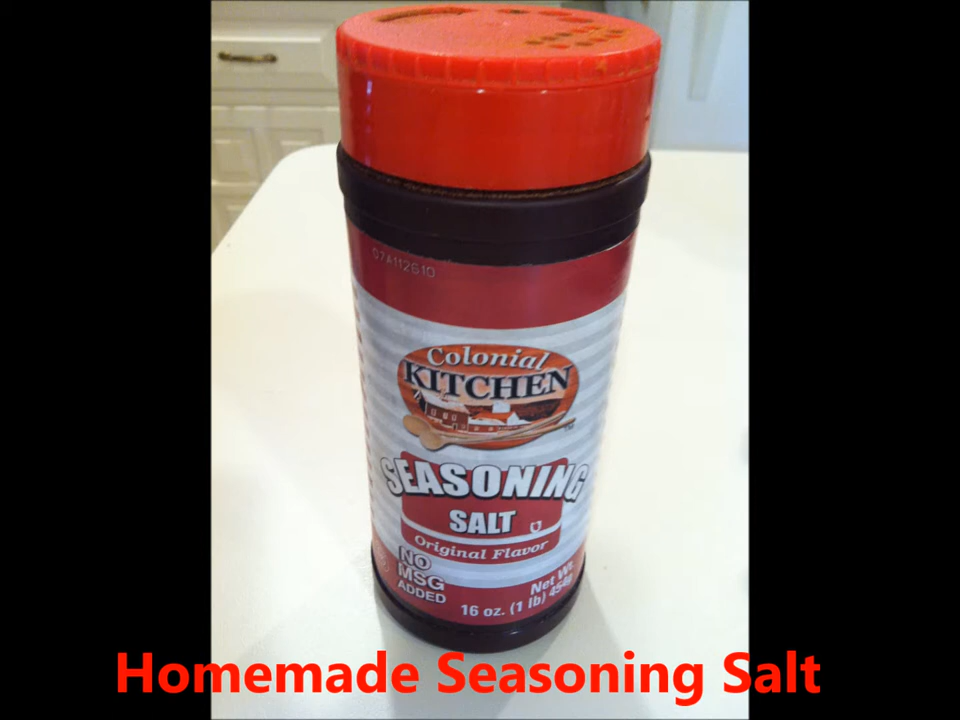 07A112610
Colonial
KITCHEN
TM
SEASONING
SALT
Original Flavor
NO
MSG
ADDED
Net Wt.
16 oz. (1 lb) 454g
Homemade Seasoning Salt